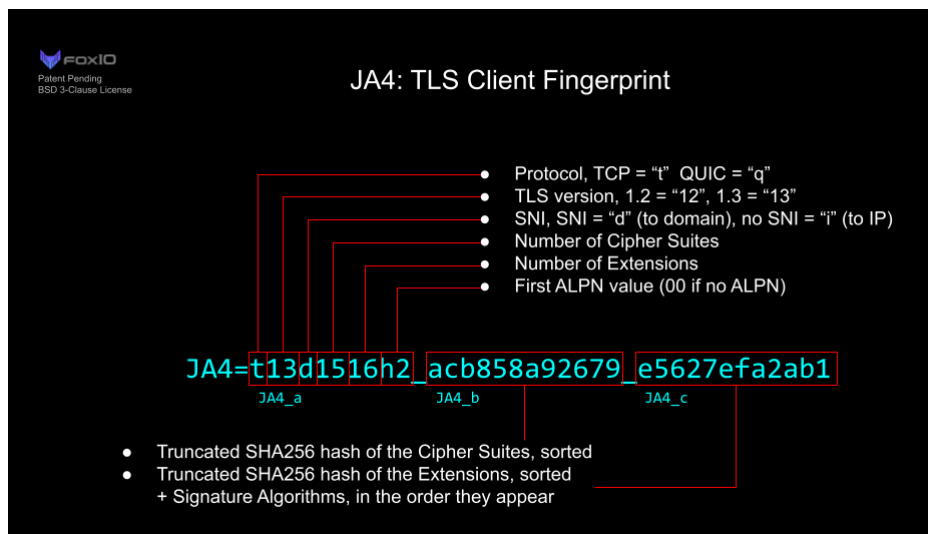 FOXIO
Patent Pending
BSD 3-Clause License
JA4: TLS Client Fingerprint
Protocol, TCP = “t” QUIC = “q”
TLS version, 1.2 = “12”, 1.3 = “13”
SNI, SNI = “d” (to domain), no SNI = “i” (to IP)
Number of Cipher Suites
Number of Extensions
First ALPN value (00 if no ALPN)
JA4=t13d1516h2_acb858a92679_e5627efa2ab1
JA4_a JA4_b JA4_c
Truncated SHA256 hash of the Cipher Suites, sorted
Truncated SHA256 hash of the Extensions, sorted
+ Signature Algorithms, in the order they appear